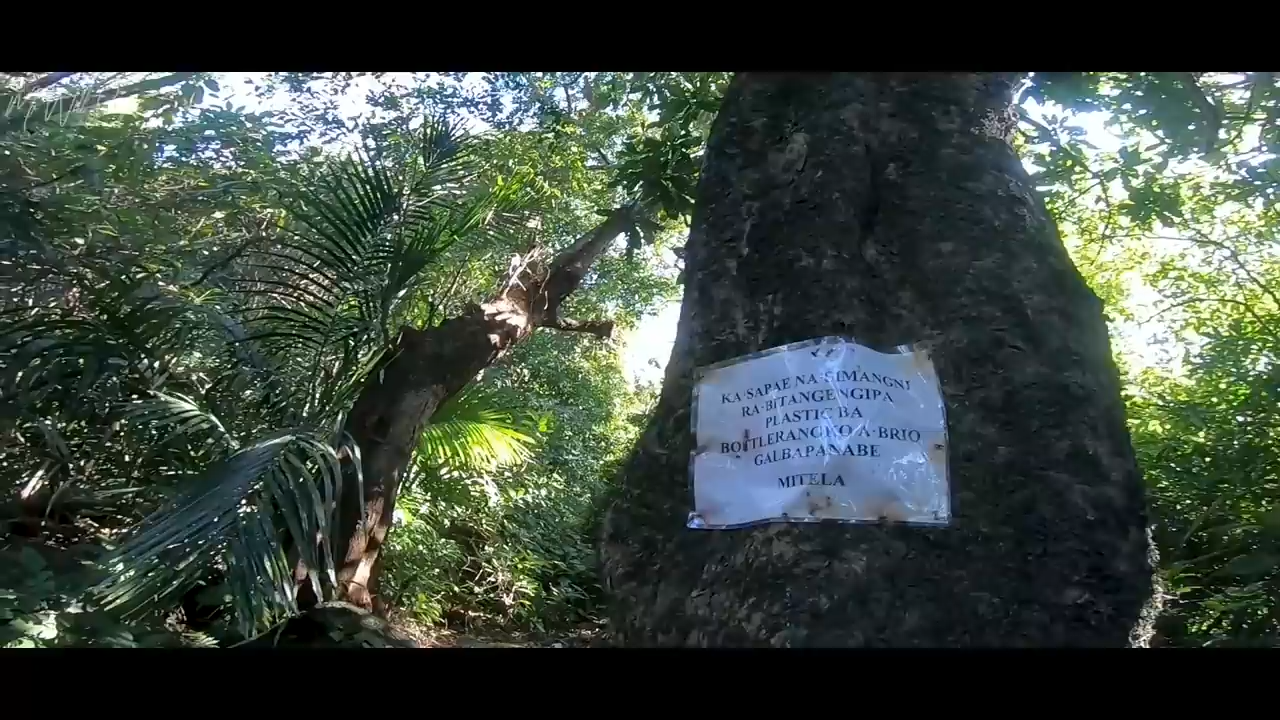 KA·SAPAE NA·SIMANGNI
RA·BITANGENGIPA
PLASTIC BA
BOTTLERANGKO A·BRIO
GALBAPANABE
MITELA